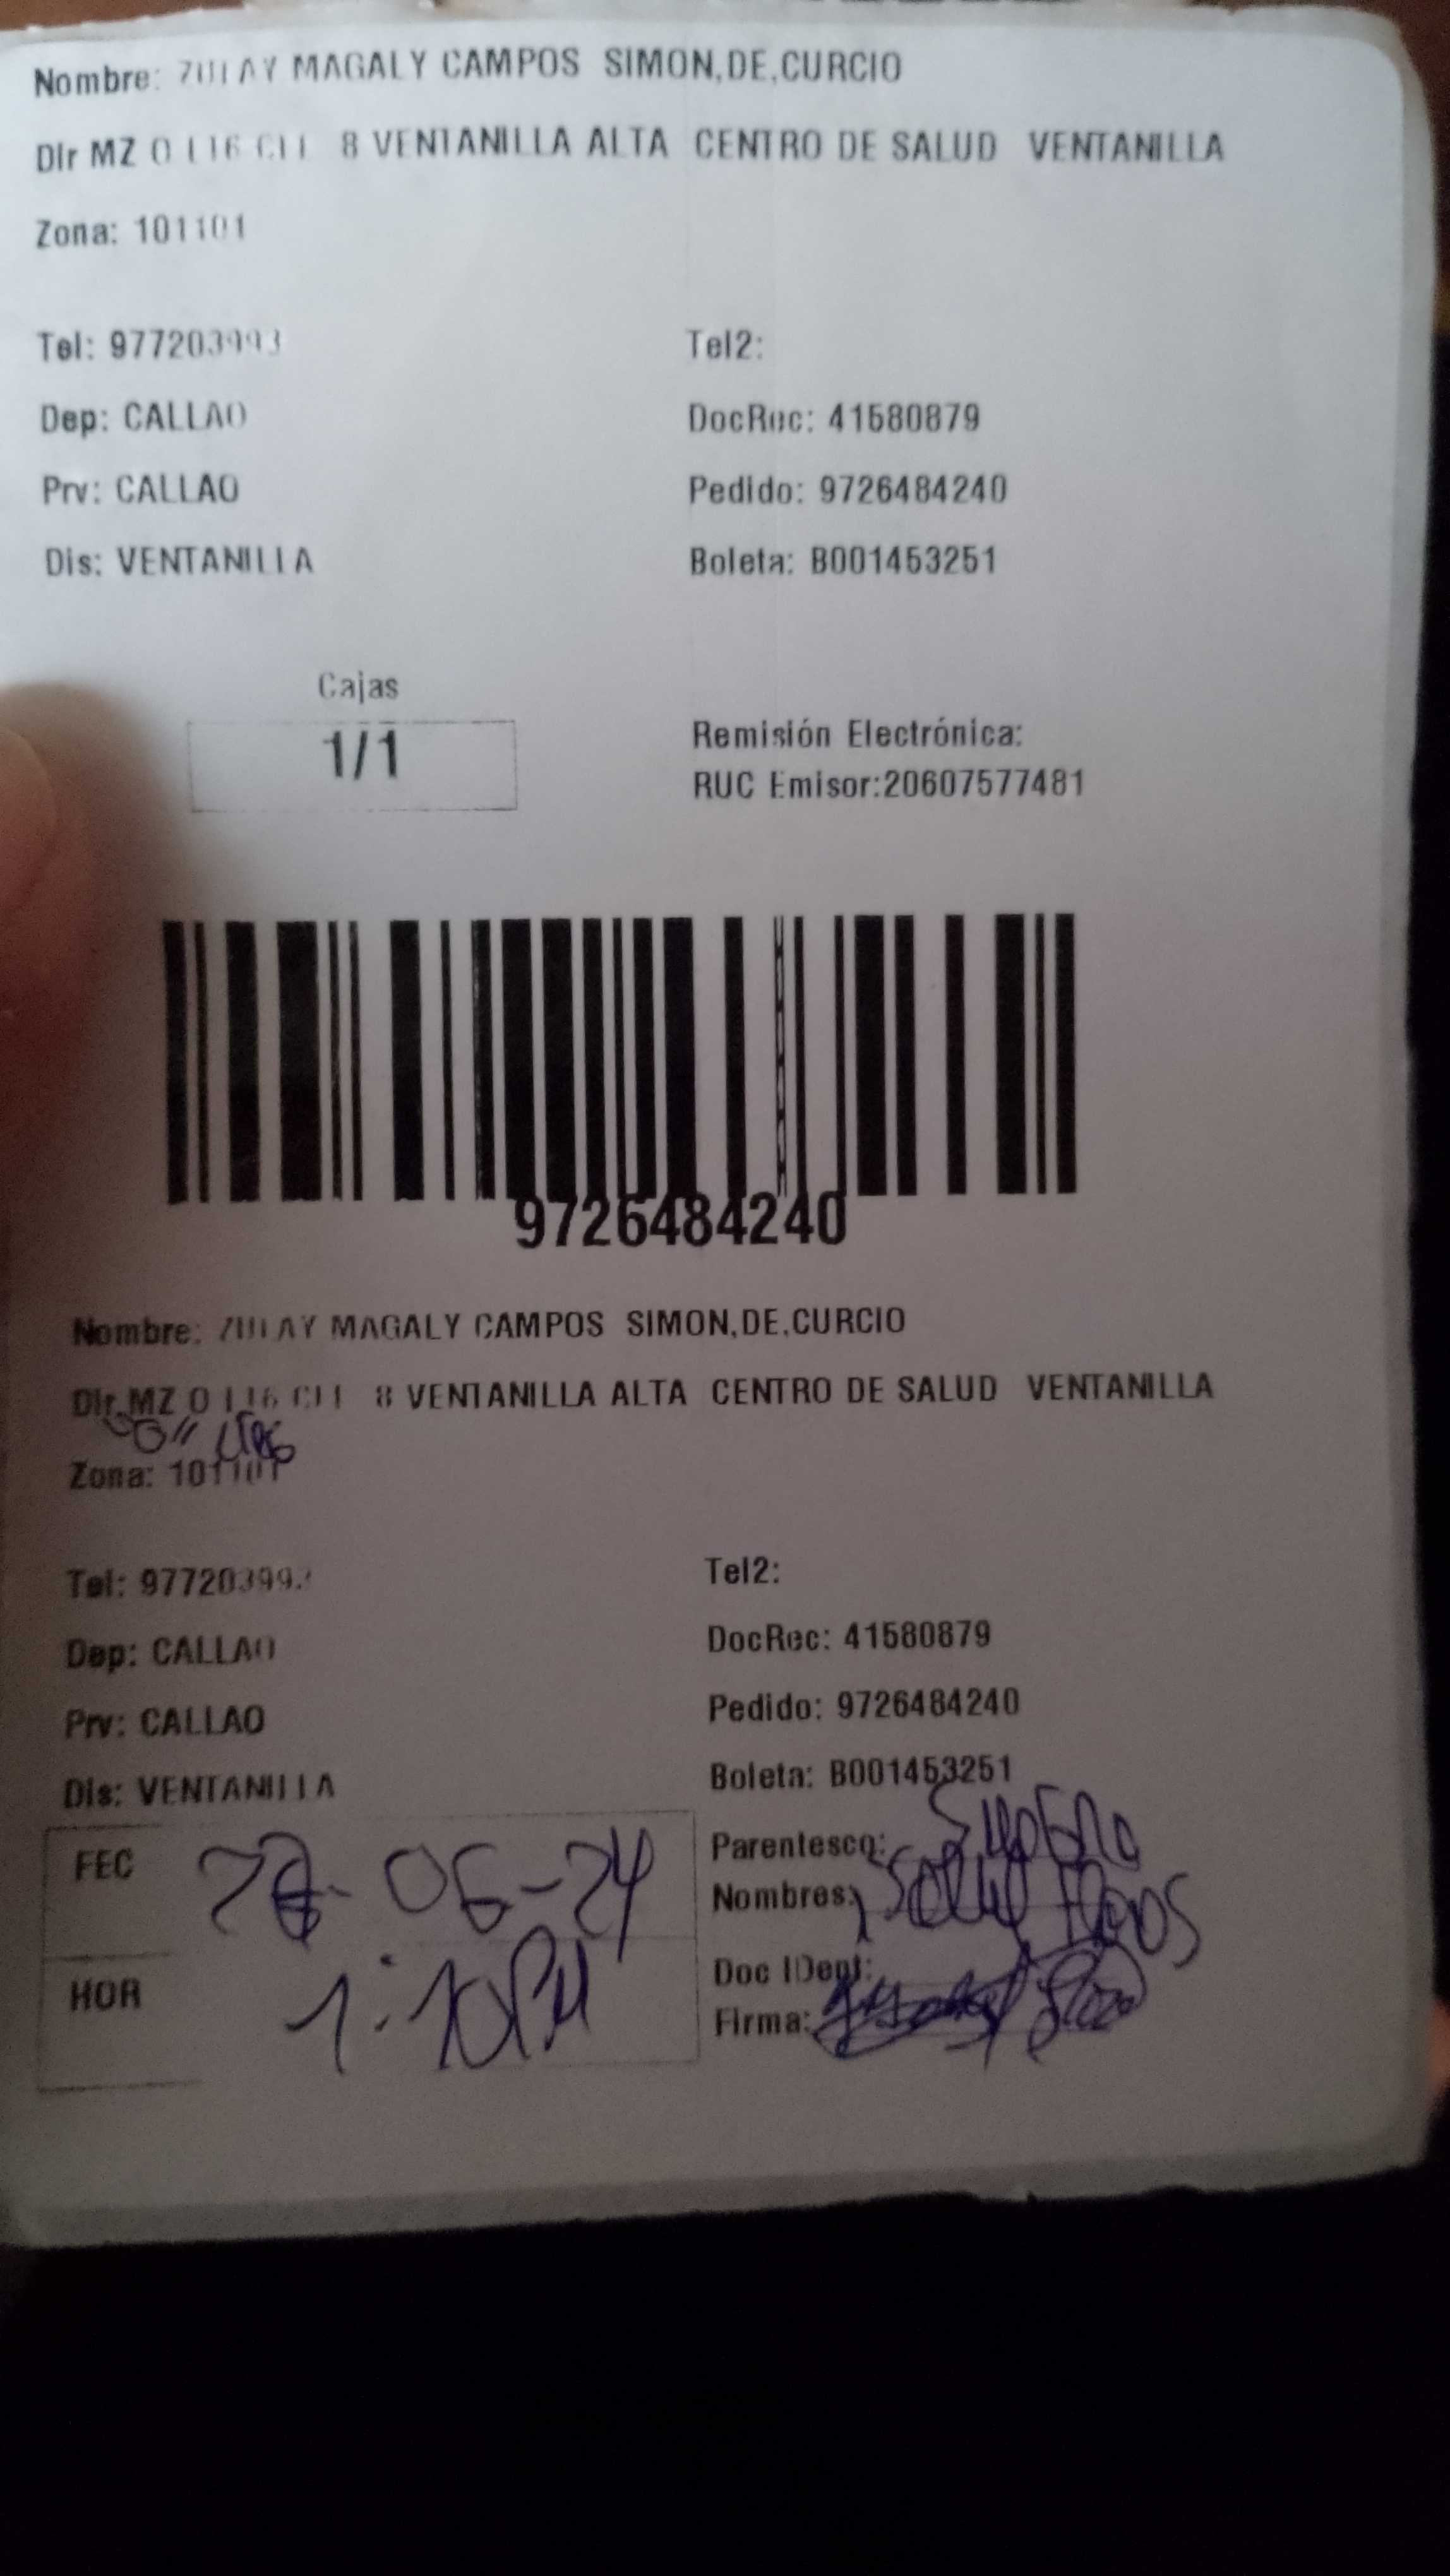 Nombre: ZULAY MAGALY CAMPOS SIMON,DE,CURCIO
Dir MZ O L16 CLL 8 VENTANILLA ALTA CENTRO DE SALUD VENTANILLA
Zona: 101101
Tel: 977203993
Tel2:
Dep: CALLAO
DocRec: 41580879
Prv: CALLAO
Pedido: 9726484240
Dis: VENTANILLA
Boleta: B001453251
Cajas
1/1
Remisión Electrónica:
RUC Emisor:20607577481
9726484240
Nombre: ZULAY MAGALY CAMPOS SIMON,DE,CURCIO
Dir MZ O L16 CLL 8 VENTANILLA ALTA CENTRO DE SALUD VENTANILLA
Zona: 101101
Tel: 977203993
Tel2:
Dep: CALLAO
DocRec: 41580879
Prv: CALLAO
Pedido: 9726484240
Dis: VENTANILLA
Boleta: B001453251
Parentesco: Suegra
FEC 06-24
Nombres:
Doc IDent:
HOR 1:10PM
Firma: